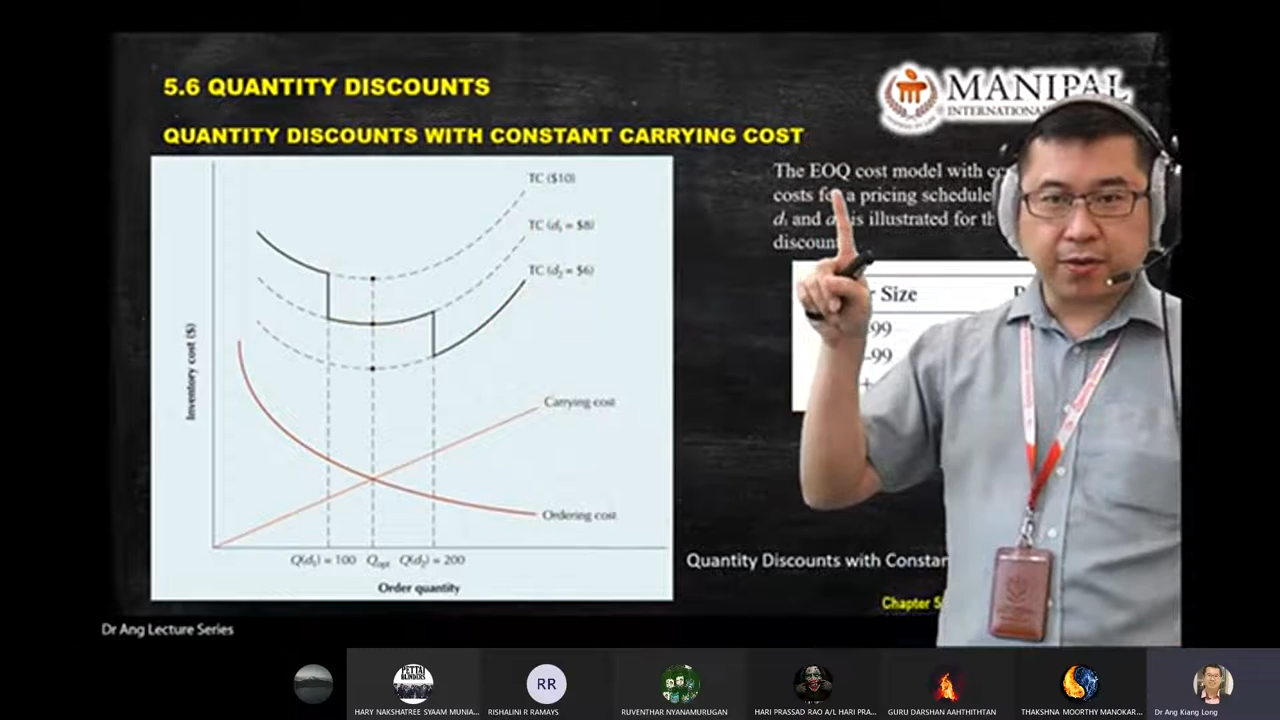 5.6 QUANTITY DISCOUNTS
MANIPAL
INTERNATIONAL
QUANTITY DISCOUNTS WITH CONSTANT CARRYING COST
TC ($10)
TC (d₁ = $8)
TC (d₂ = $6)
Inventory cost ($)
Carrying cost
Ordering cost
Q(d₁) = 100 Qopt Q(d₂) = 200
Order quantity
The EOQ cost model with
costs for a pricing schedule
d₁ and is illustrated for
discount
Size
99
-99
+
Quantity Discounts with Constan
Chapter 5
Dr Ang Lecture Series
RR
HARY NAKSHATREE SYAAM MUNIA...
RISHALINI R RAMAYS
RUVENTHAR NYANAMURUGAN
HARI PRASSAD RAO A/L HARI PRA...
GURU DARSHAN AAHTHITHTAN
THAKSHNA MOORTHY MANOKAR...
Dr Ang Kiang Long